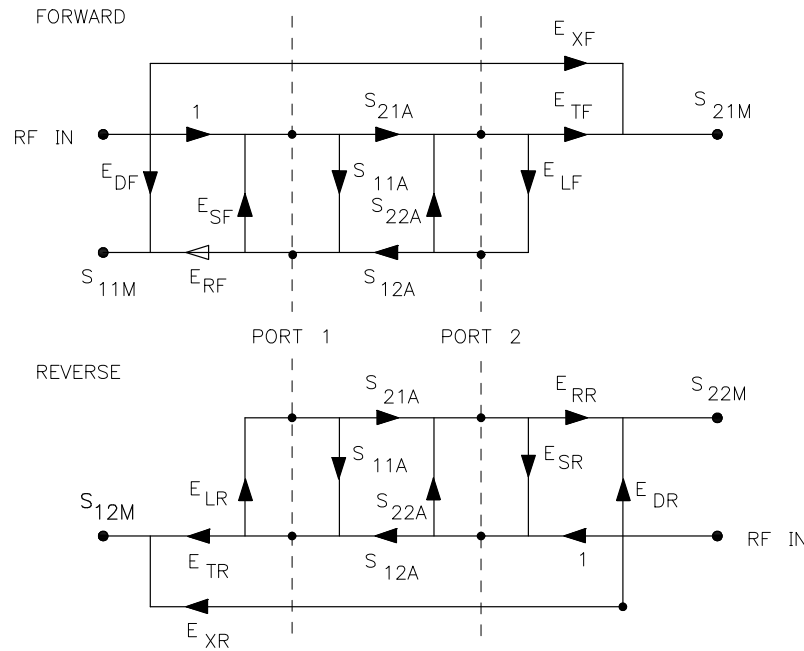 FORWARD
E XF
1
S 21A
E TF
S 21M
RF IN
E DF
S 11A
E LF
E SF
S 22A
S 11M
E RF
S 12A
PORT 1
PORT 2
REVERSE
S 21A
E RR
S 22M
S 11A
E SR
S 12M
E LR
S 22A
E DR
E TR
S 12A
1
RF IN
E XR